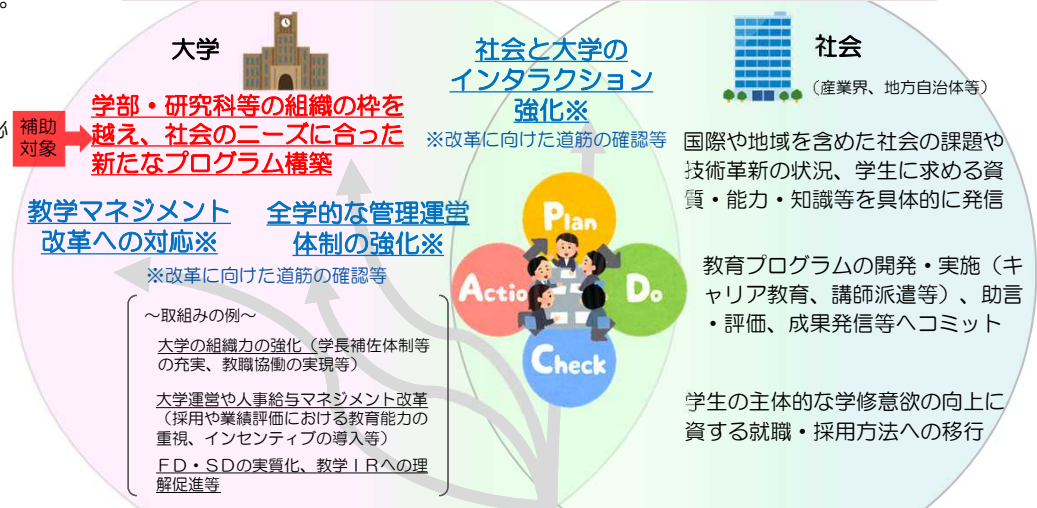 。
大学
学部・研究科等の組織の枠を
越え、社会のニーズに合った
新たなプログラム構築
補助
対象
教学マネジメント
改革への対応※
全学的な管理運営
体制の強化※
※改革に向けた道筋の確認等
～取組みの例～
大学の組織力の強化（学長補佐体制等
の充実、教職協働の実現等）
大学運営や人事給与マネジメント改革
（採用や業績評価における教育能力の
重視、インセンティブの導入等）
ＦＤ・ＳＤの実質化、教学ＩＲへの理
解促進等
社会と大学の
インタラクション
強化※
※改革に向けた道筋の確認等
Plan
Actio
Do
Check
社会
（産業界、地方自治体等）
国際や地域を含めた社会の課題や
技術革新の状況、学生に求める資
質・能力・知識等を具体的に発信
教育プログラムの開発・実施（キ
ャリア教育、講師派遣等）、助言
・評価、成果発信等へコミット
学生の主体的な学修意欲の向上に
資する就職・採用方法への移行